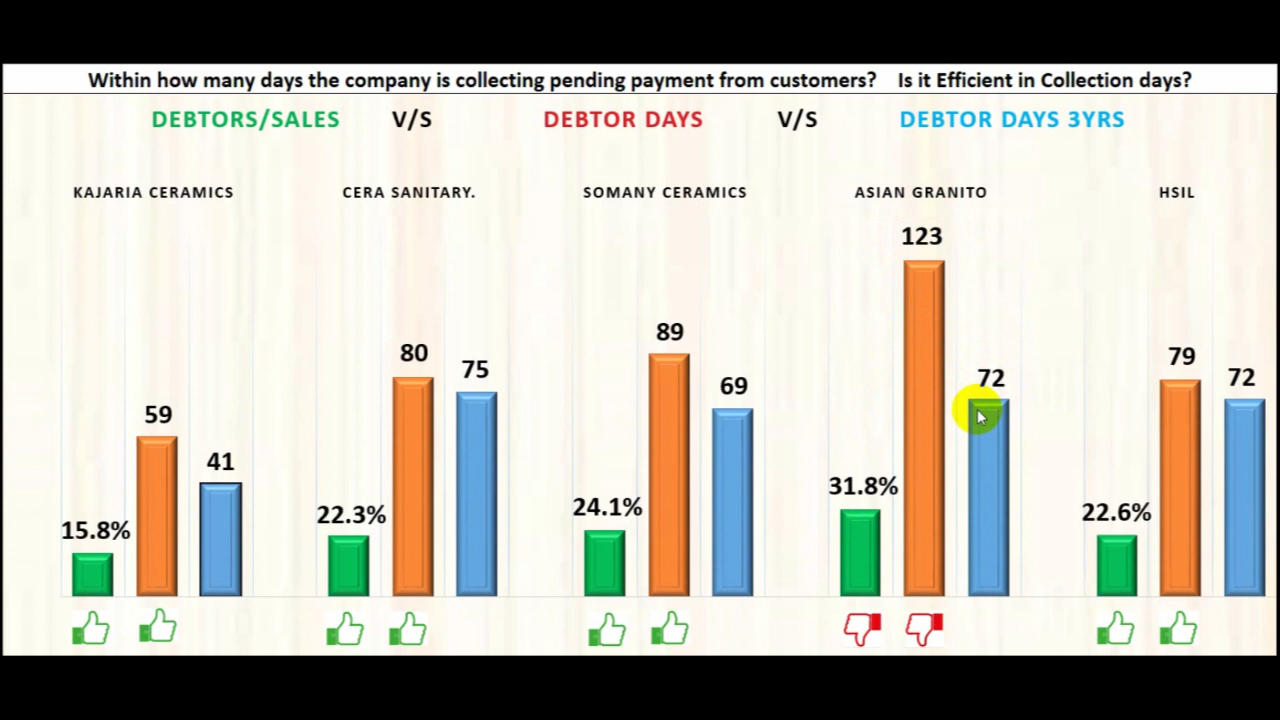 Within how many days the company is collecting pending payment from customers? Is it Efficient in Collection days?
DEBTORS/SALES V/S DEBTOR DAYS V/S DEBTOR DAYS 3YRS
KAJARIA CERAMICS CERA SANITARY. SOMANY CERAMICS ASIAN GRANITO HSIL
123
89
80 79
75 72 72
69
59
41
31.8%
24.1%
22.3% 22.6%
15.8%